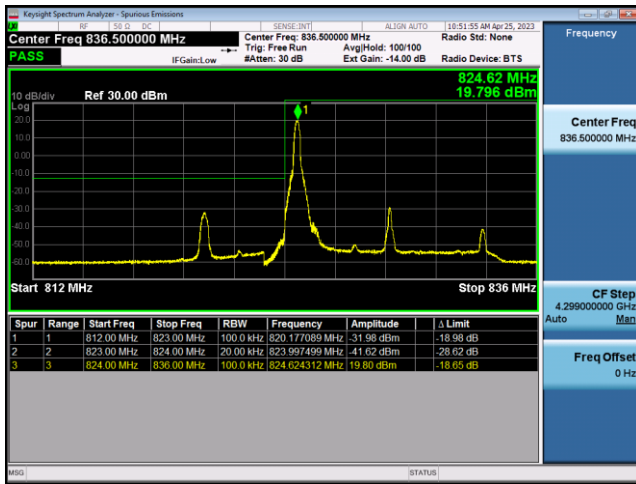 Keysight Spectrum Analyzer - Spurious Emissions
RF 50 Ω DC SENSE:INT ALIGN AUTO 10:51:55 AM Apr 25, 2023
Center Freq 836.500000 MHz
Center Freq: 836.500000 MHz
Radio Std: None
Trig: Free Run Avg|Hold: 100/100
PASS
IFGain:Low
#Atten: 30 dB Ext Gain: -14.00 dB Radio Device: BTS
824.62 MHz
19.796 dBm
10 dB/div Ref 30.00 dBm
Log
1
20.0
10.0
0.00
-10.0
-20.0
-30.0
-40.0
-50.0
-60.0
Start 812 MHz Stop 836 MHz
Spur Range Start Freq Stop Freq RBW Frequency Amplitude Δ Limit
1 1 812.00 MHz 823.00 MHz 100.0 kHz 820.177089 MHz -31.98 dBm -18.98 dB
2 2 823.00 MHz 824.00 MHz 20.00 kHz 823.997499 MHz -41.62 dBm -28.62 dB
3 3 824.00 MHz 836.00 MHz 100.0 kHz 824.624312 MHz 19.80 dBm -18.65 dB
Frequency
Center Freq
836.500000 MHz
CF Step
4.299000000 GHz
Auto Man
Freq Offset
0 Hz
MSG STATUS